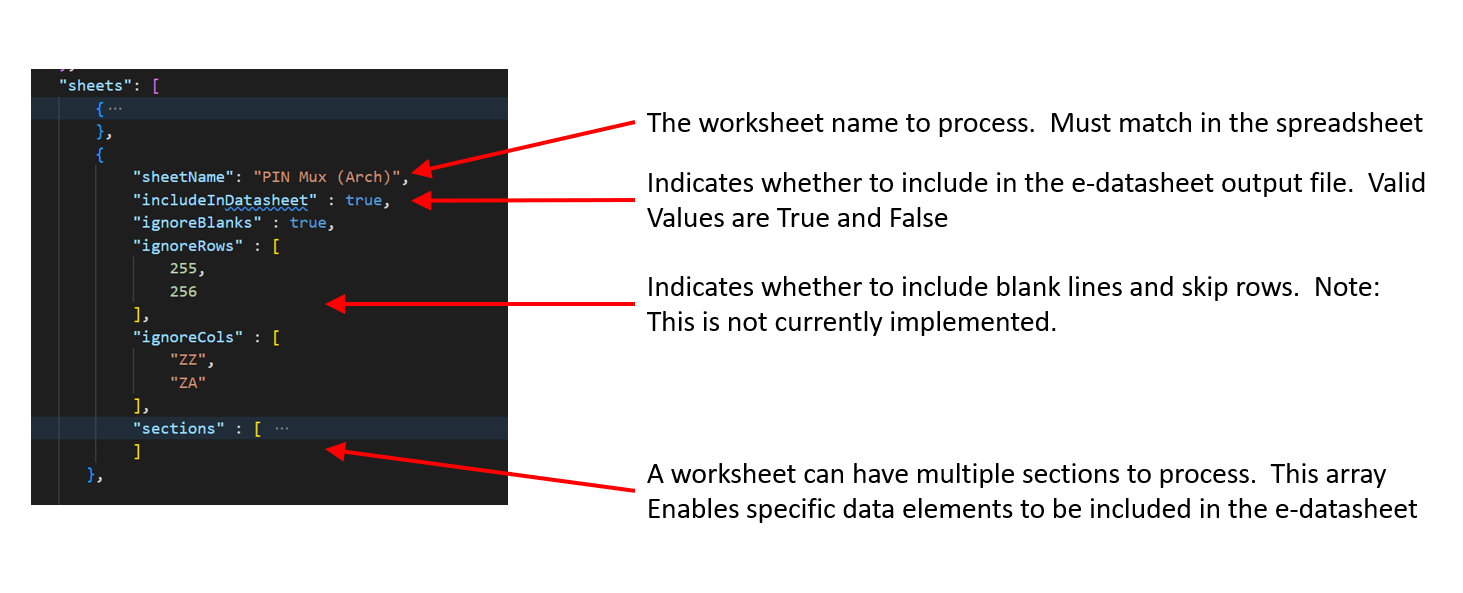 "sheets": [
{ ···
},
{
"sheetName": "PIN Mux (Arch)",
"includeInDatasheet" : true,
"ignoreBlanks" : true,
"ignoreRows" : [
255,
256
],
"ignoreCols" : [
"ZZ",
"ZA"
],
"sections" : [ ···
]
},
The worksheet name to process.  Must match in the spreadsheet
Indicates whether to include in the e-datasheet output file.  Valid
Values are True and False
Indicates whether to include blank lines and skip rows.  Note:
This is not currently implemented.
A worksheet can have multiple sections to process.  This array
Enables specific data elements to be included in the e-datasheet